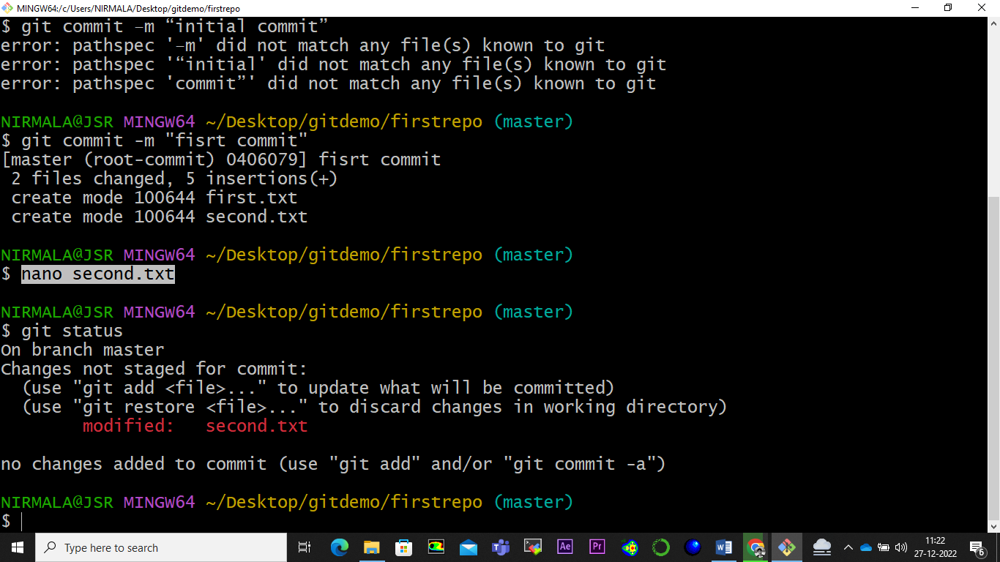 MINGW64:/c/Users/NIRMALA/Desktop/gitdemo/firstrepo
$ git commit –m “initial commit”
error: pathspec '–m' did not match any file(s) known to git
error: pathspec '“initial' did not match any file(s) known to git
error: pathspec 'commit”' did not match any file(s) known to git
NIRMALA@JSR MINGW64 ~/Desktop/gitdemo/firstrepo (master)
$ git commit -m "fisrt commit"
[master (root-commit) 0406079] fisrt commit
 2 files changed, 5 insertions(+)
 create mode 100644 first.txt
 create mode 100644 second.txt
NIRMALA@JSR MINGW64 ~/Desktop/gitdemo/firstrepo (master)
$ nano second.txt
NIRMALA@JSR MINGW64 ~/Desktop/gitdemo/firstrepo (master)
$ git status
On branch master
Changes not staged for commit:
  (use "git add <file>..." to update what will be committed)
  (use "git restore <file>..." to discard changes in working directory)
        modified:   second.txt
no changes added to commit (use "git add" and/or "git commit -a")
NIRMALA@JSR MINGW64 ~/Desktop/gitdemo/firstrepo (master)
$
Type here to search
Ae
Pr
11:22
27-12-2022
6